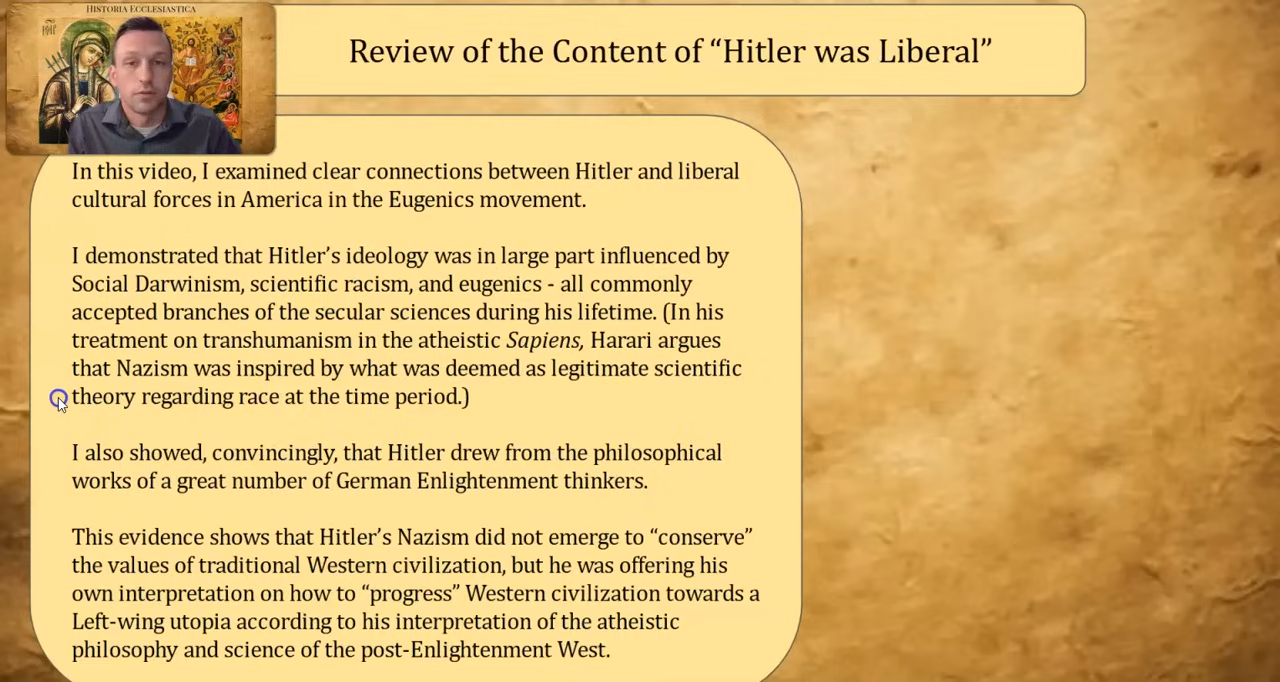 HISTORIA ECCLESIASTICA
Review of the Content of “Hitler was Liberal”
In this video, I examined clear connections between Hitler and liberal
cultural forces in America in the Eugenics movement.
I demonstrated that Hitler’s ideology was in large part influenced by
Social Darwinism, scientific racism, and eugenics - all commonly
accepted branches of the secular sciences during his lifetime. (In his
treatment on transhumanism in the atheistic Sapiens, Harari argues
that Nazism was inspired by what was deemed as legitimate scientific
theory regarding race at the time period.)
I also showed, convincingly, that Hitler drew from the philosophical
works of a great number of German Enlightenment thinkers.
This evidence shows that Hitler’s Nazism did not emerge to “conserve”
the values of traditional Western civilization, but he was offering his
own interpretation on how to “progress” Western civilization towards a
Left-wing utopia according to his interpretation of the atheistic
philosophy and science of the post-Enlightenment West.